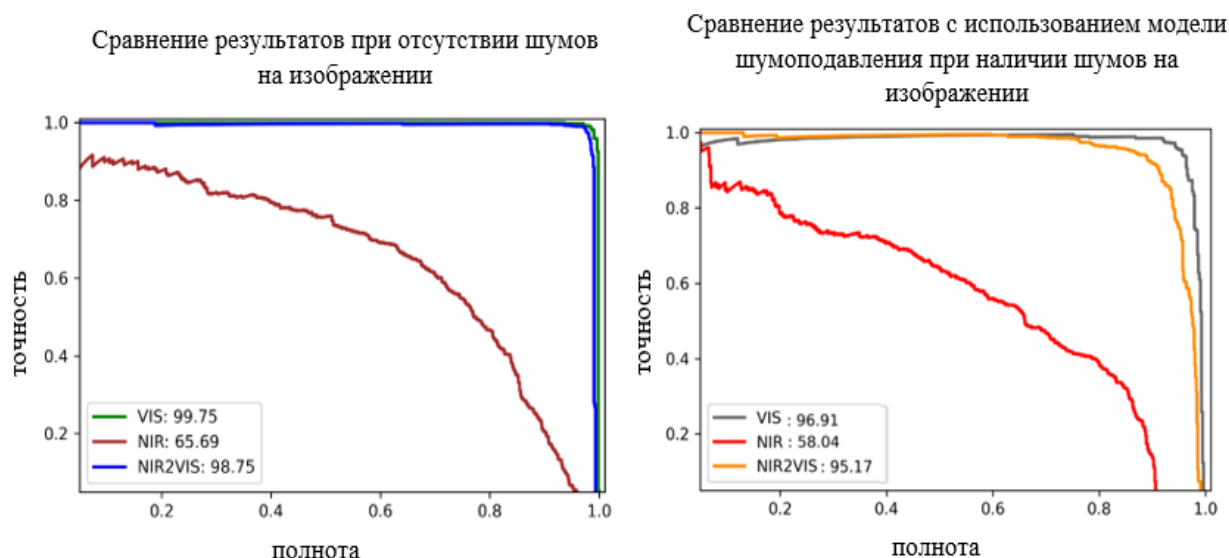 Сравнение результатов при отсутствии шумов
на изображении
1.0
0.8
0.6
0.4
0.2
точность
VIS: 99.75
NIR: 65.69
NIR2VIS: 98.75
0.2 0.4 0.6 0.8 1.0
полнота
Сравнение результатов с использованием модели
шумоподавления при наличии шумов на
изображении
1.0
0.8
0.6
0.4
0.2
точность
VIS : 96.91
NIR : 58.04
NIR2VIS : 95.17
0.2 0.4 0.6 0.8 1.0
полнота